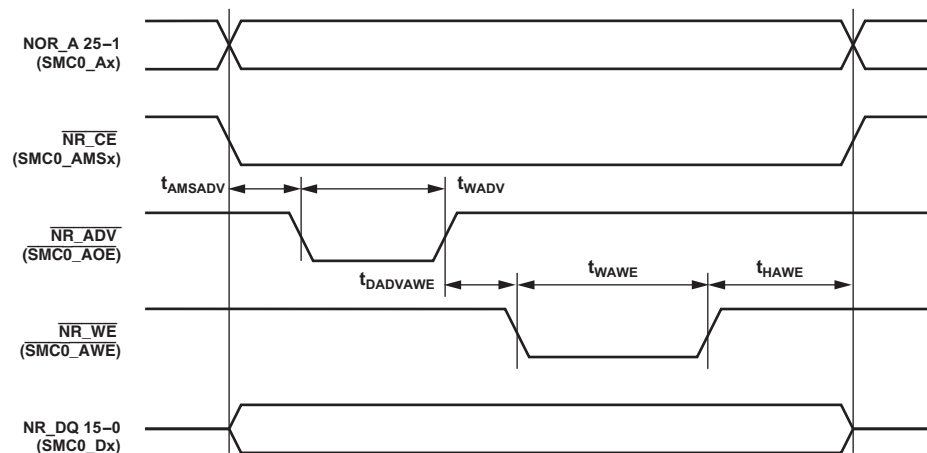 NOR_A 25–1
(SMC0_Ax)
NR_CE
(SMC0_AMSx)
tAMSADV
tWADV
NR_ADV
(SMC0_AOE)
tDADVAWE
tWAWE
tHAWE
NR_WE
(SMC0_AWE)
NR_DQ 15–0
(SMC0_Dx)